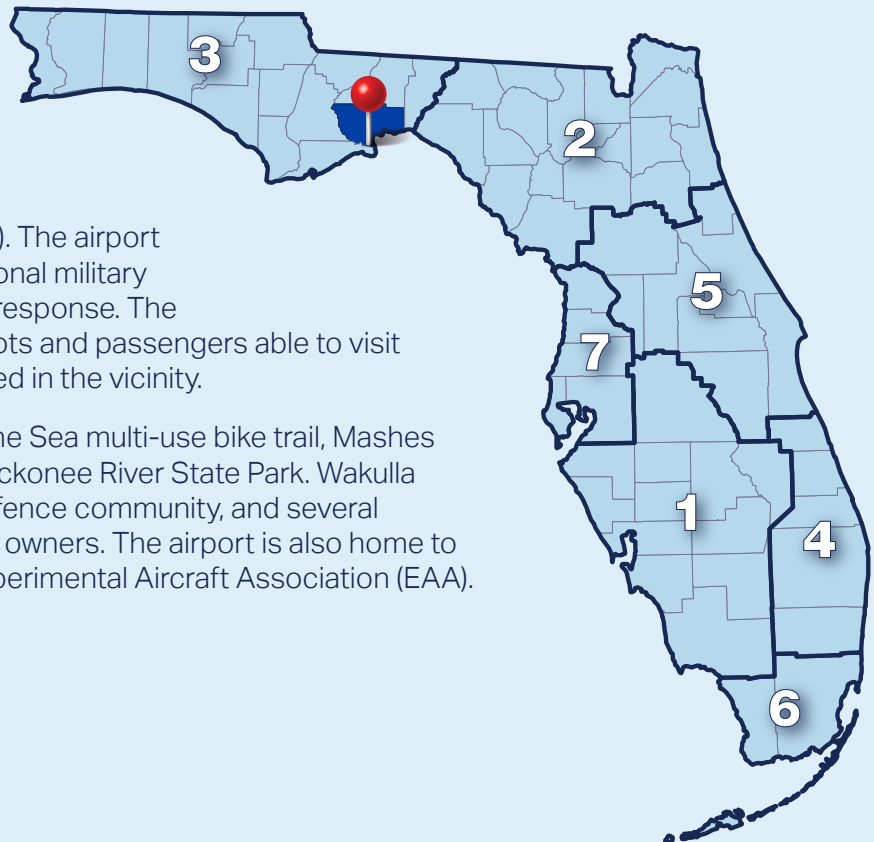 3
2
). The airport
onal military
response. The
ots and passengers able to visit
ed in the vicinity.
5
7
he Sea multi-use bike trail, Mashes
ckonee River State Park. Wakulla
fence community, and several
owners. The airport is also home to
perimental Aircraft Association (EAA).
1
4
6